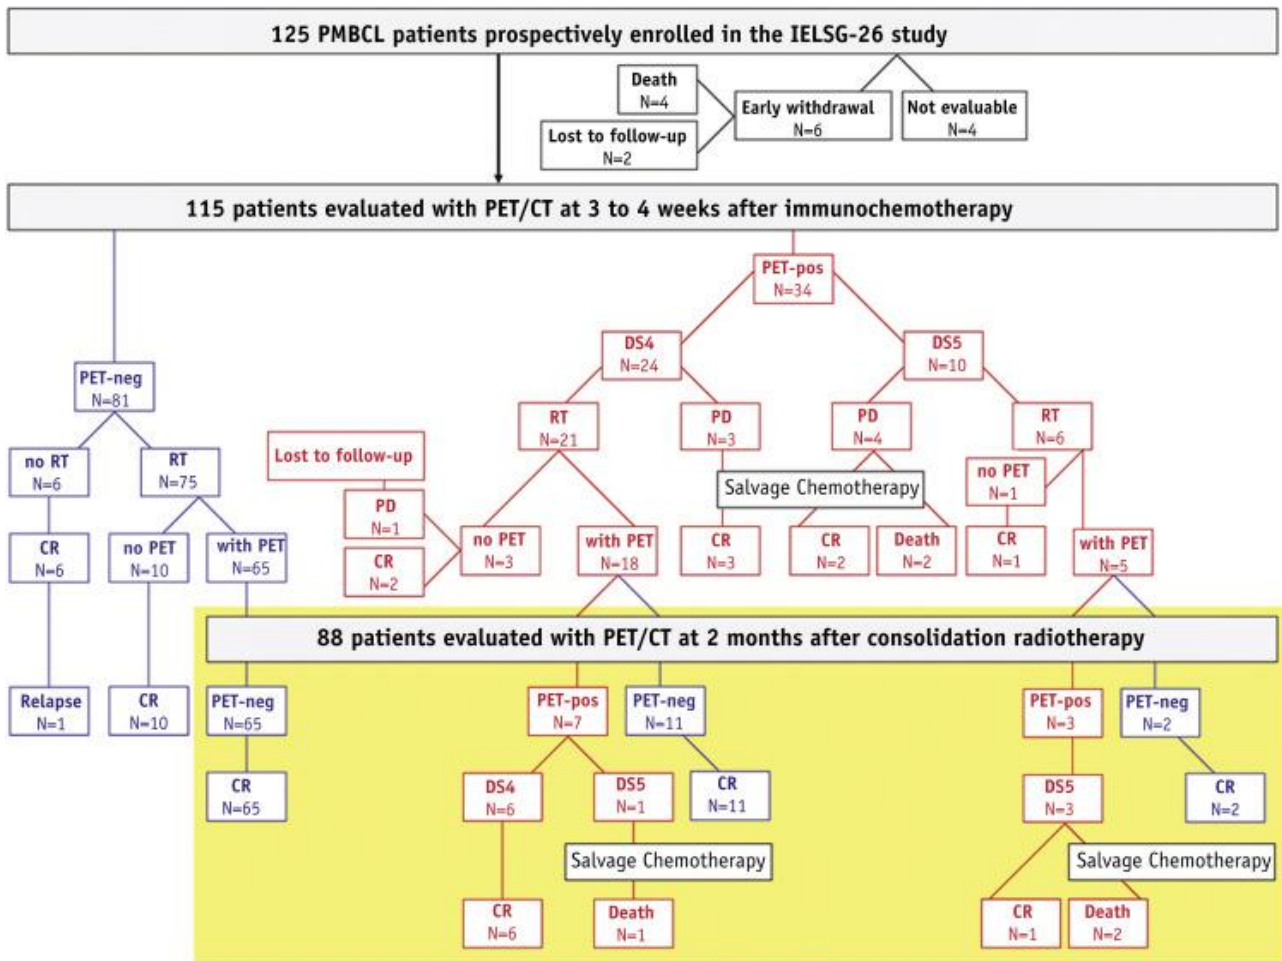 125 PMBCL patients prospectively enrolled in the IELSG-26 study
Death
N=4
Lost to follow-up
N=2
Early withdrawal
N=6
Not evaluable
N=4
115 patients evaluated with PET/CT at 3 to 4 weeks after immunochemotherapy
PET-neg
N=81
no RT
N=6
RT
N=75
CR
N=6
no PET
N=10
with PET
N=65
Relapse
N=1
CR
N=10
PET-pos
N=34
DS4
N=24
DS5
N=10
RT
N=21
PD
N=3
PD
N=4
RT
N=6
Lost to follow-up
PD
N=1
CR
N=2
no PET
N=3
with PET
N=18
Salvage Chemotherapy
CR
N=3
CR
N=2
Death
N=2
no PET
N=1
CR
N=1
with PET
N=5
88 patients evaluated with PET/CT at 2 months after consolidation radiotherapy
PET-neg
N=65
CR
N=65
PET-pos
N=7
PET-neg
N=11
DS4
N=6
DS5
N=1
CR
N=11
Salvage Chemotherapy
CR
N=6
Death
N=1
PET-pos
N=3
PET-neg
N=2
DS5
N=3
CR
N=2
Salvage Chemotherapy
CR
N=1
Death
N=2